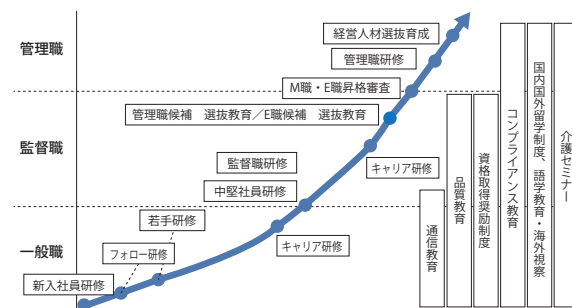 経営人材選抜育成
管理職
管理職研修
M職・E職昇格審査
管理職候補　選抜教育／E職候補　選抜教育
監督職
監督職研修
キャリア研修
中堅社員研修
若手研修
キャリア研修
一般職
フォロー研修
新入社員研修
通信教育
品質教育
資格取得奨励制度
コンプライアンス教育
国内国外留学制度、語学教育・海外視察
介護セミナー